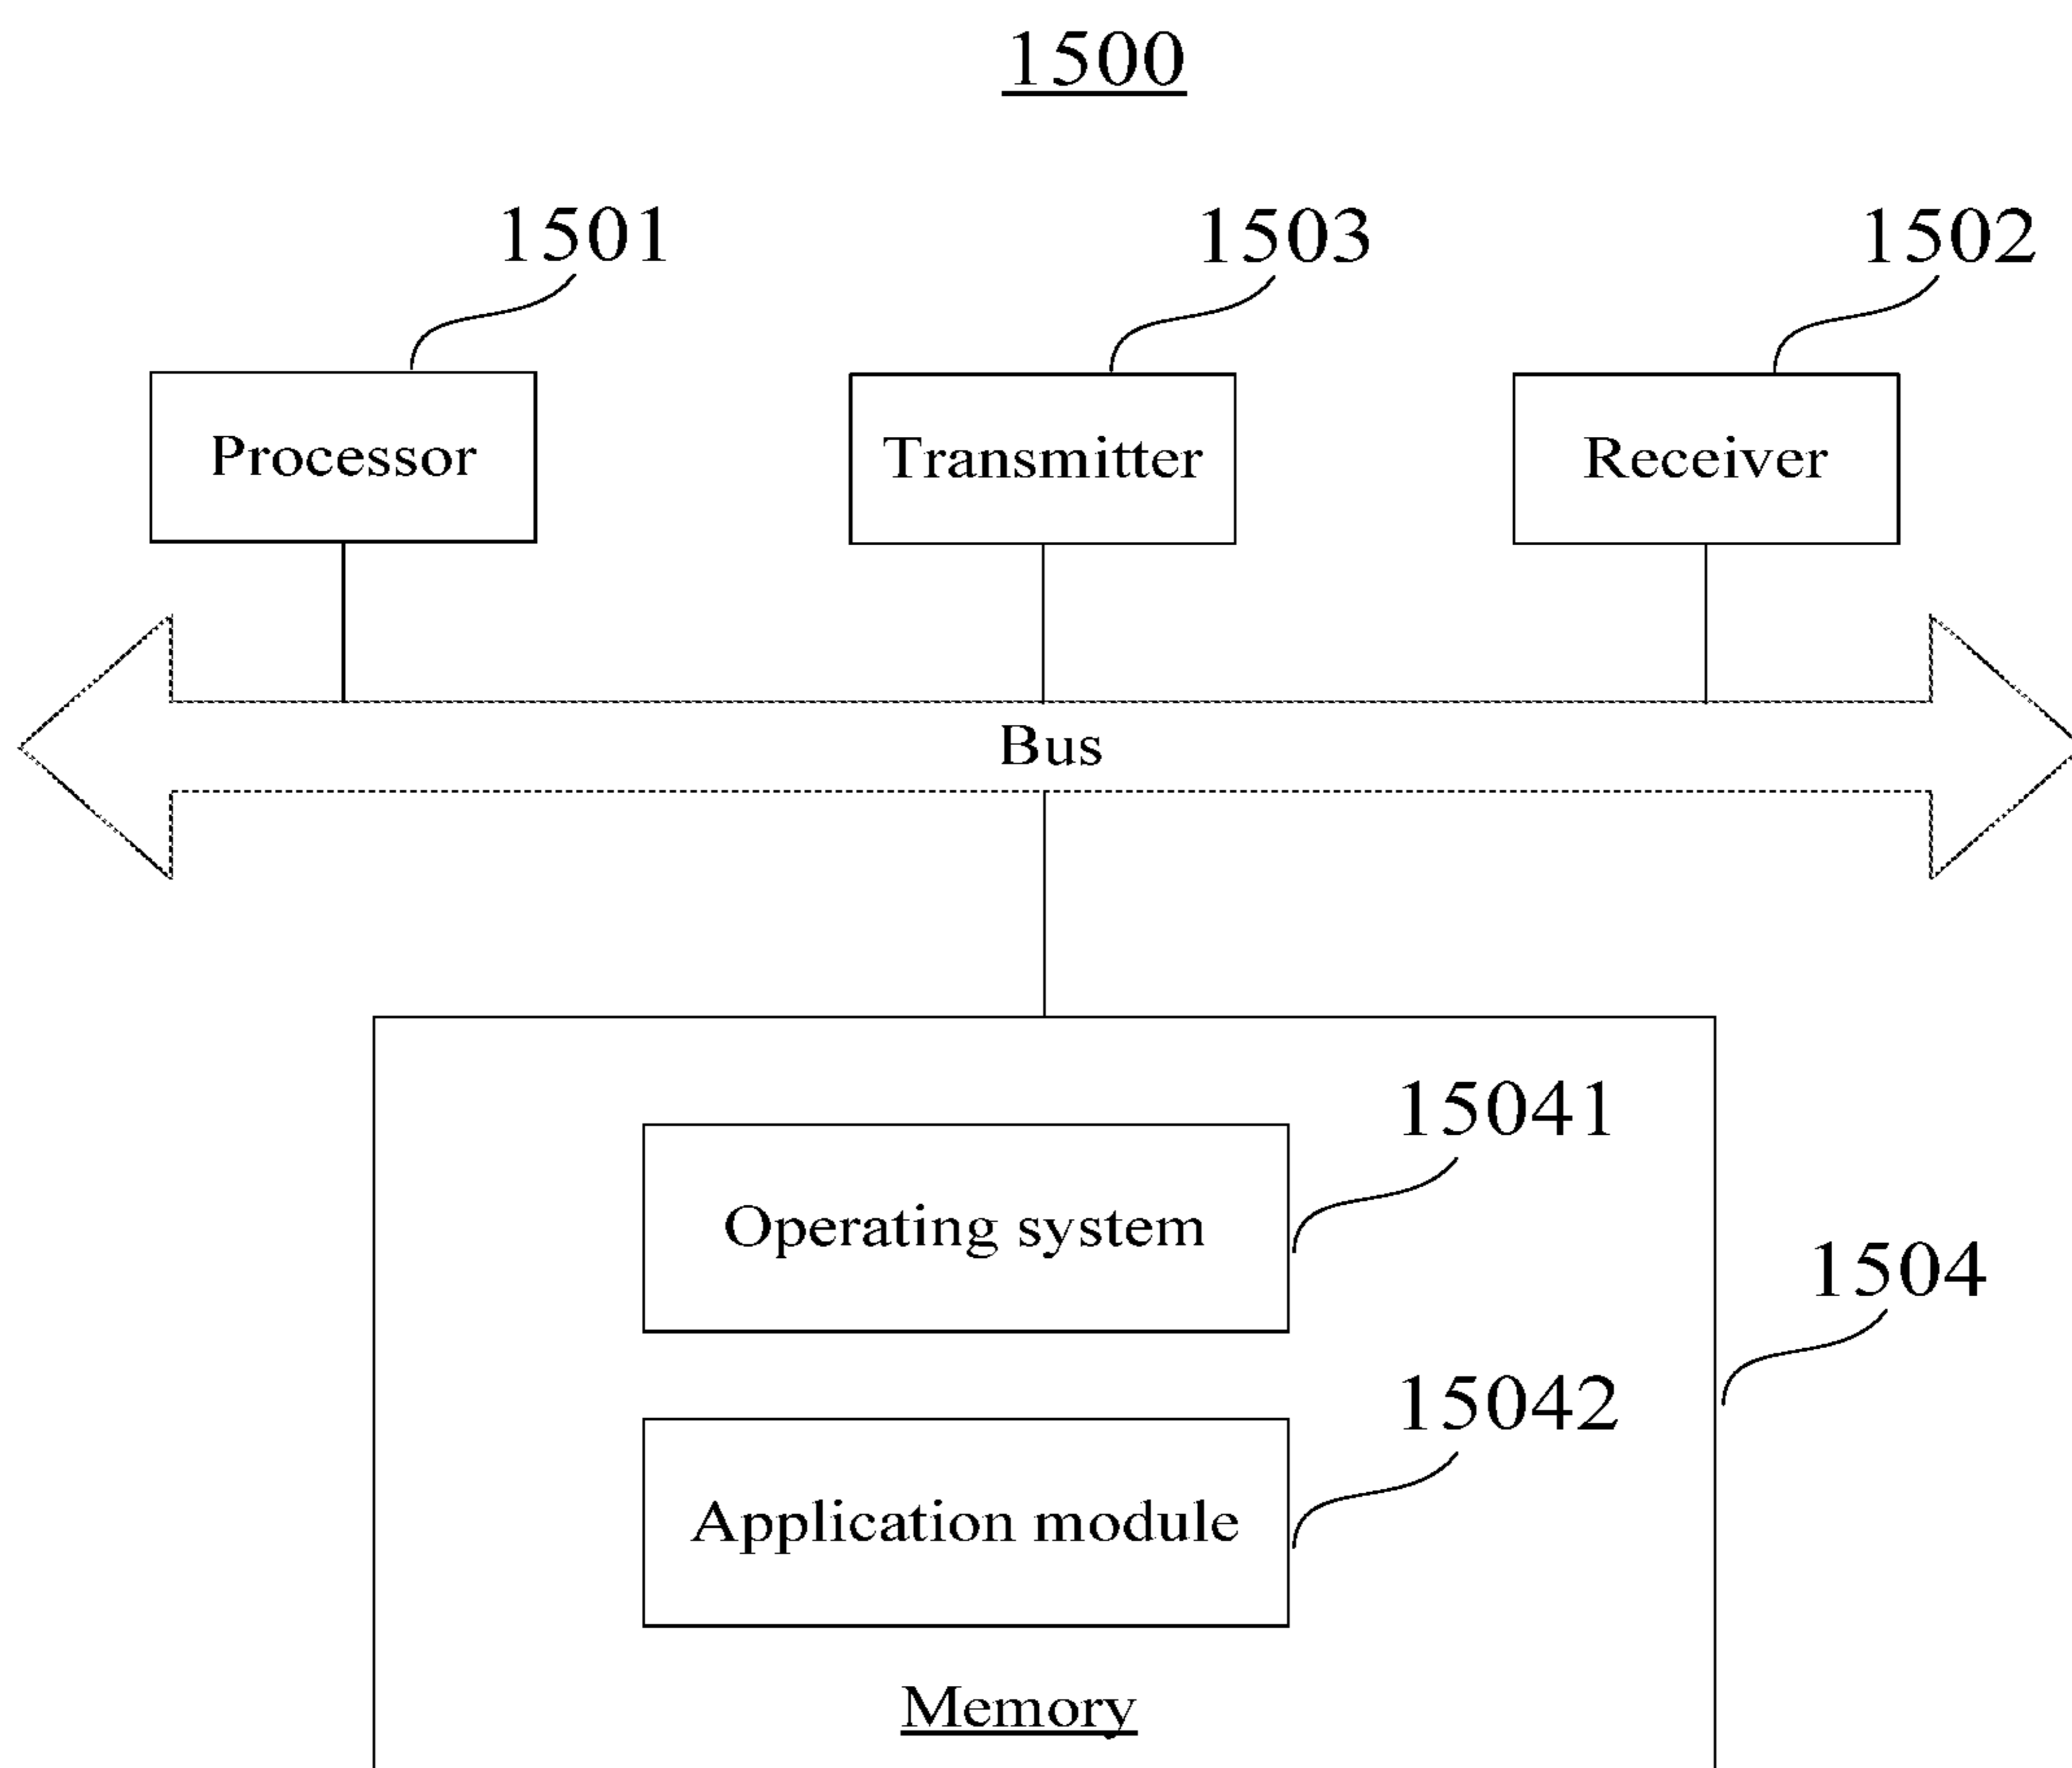 1500
1501 1503 1502
Processor Transmitter Receiver
Bus
15041
Operating system
1504
15042
Application module
Memory